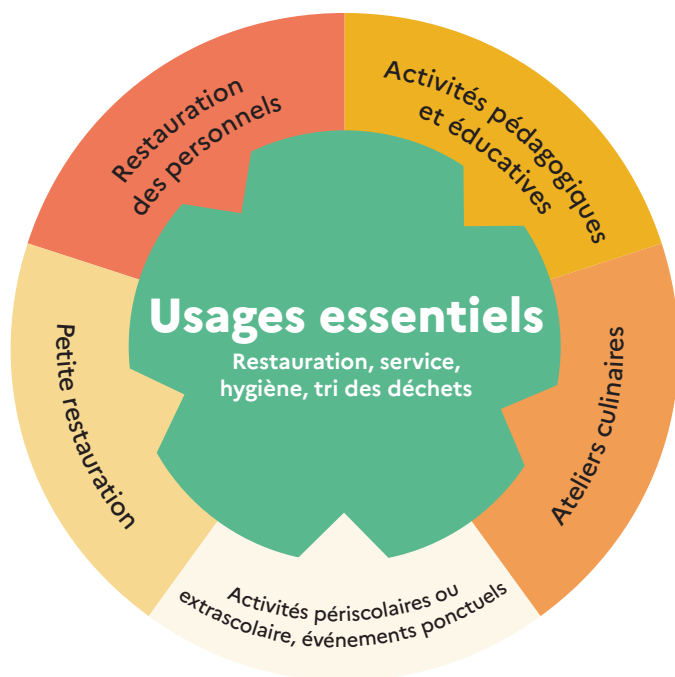 Restauration
des personnels
Activités pédagogiques
et éducatives
Usages essentiels
Restauration, service,
hygiène, tri des déchets
Petite restauration
Ateliers culinaires
Activités périscolaires ou
extrascolaire, événements ponctuels